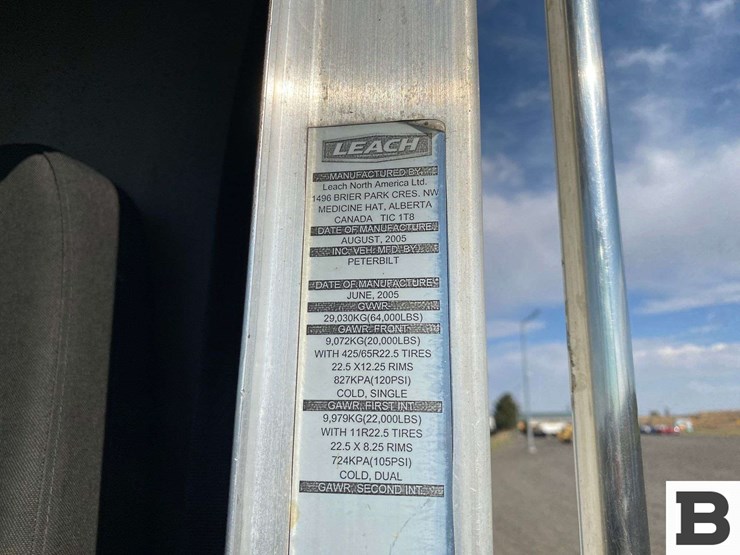 LEACH
MANUFACTURED BY
Leach North America Ltd.
1496 BRIER PARK CRES. NW
MEDICINE HAT, ALBERTA
CANADA TIC 1T8
DATE OF MANUFACTURE
AUGUST, 2005
INC. VEH. MFD. BY
PETERBILT
DATE OF MANUFACTURE
JUNE, 2005
GVWR
29,030KG(64,000LBS)
GAWR: FRONT
9,072KG(20,000LBS)
WITH 425/65R22.5 TIRES
22.5 X12.25 RIMS
827KPA(120PSI)
COLD, SINGLE
GAWR, FIRST INT.
9,979KG(22,000LBS)
WITH 11R22.5 TIRES
22.5 X 8.25 RIMS
724KPA(105PSI)
COLD, DUAL
GAWR, SECOND INT.
B